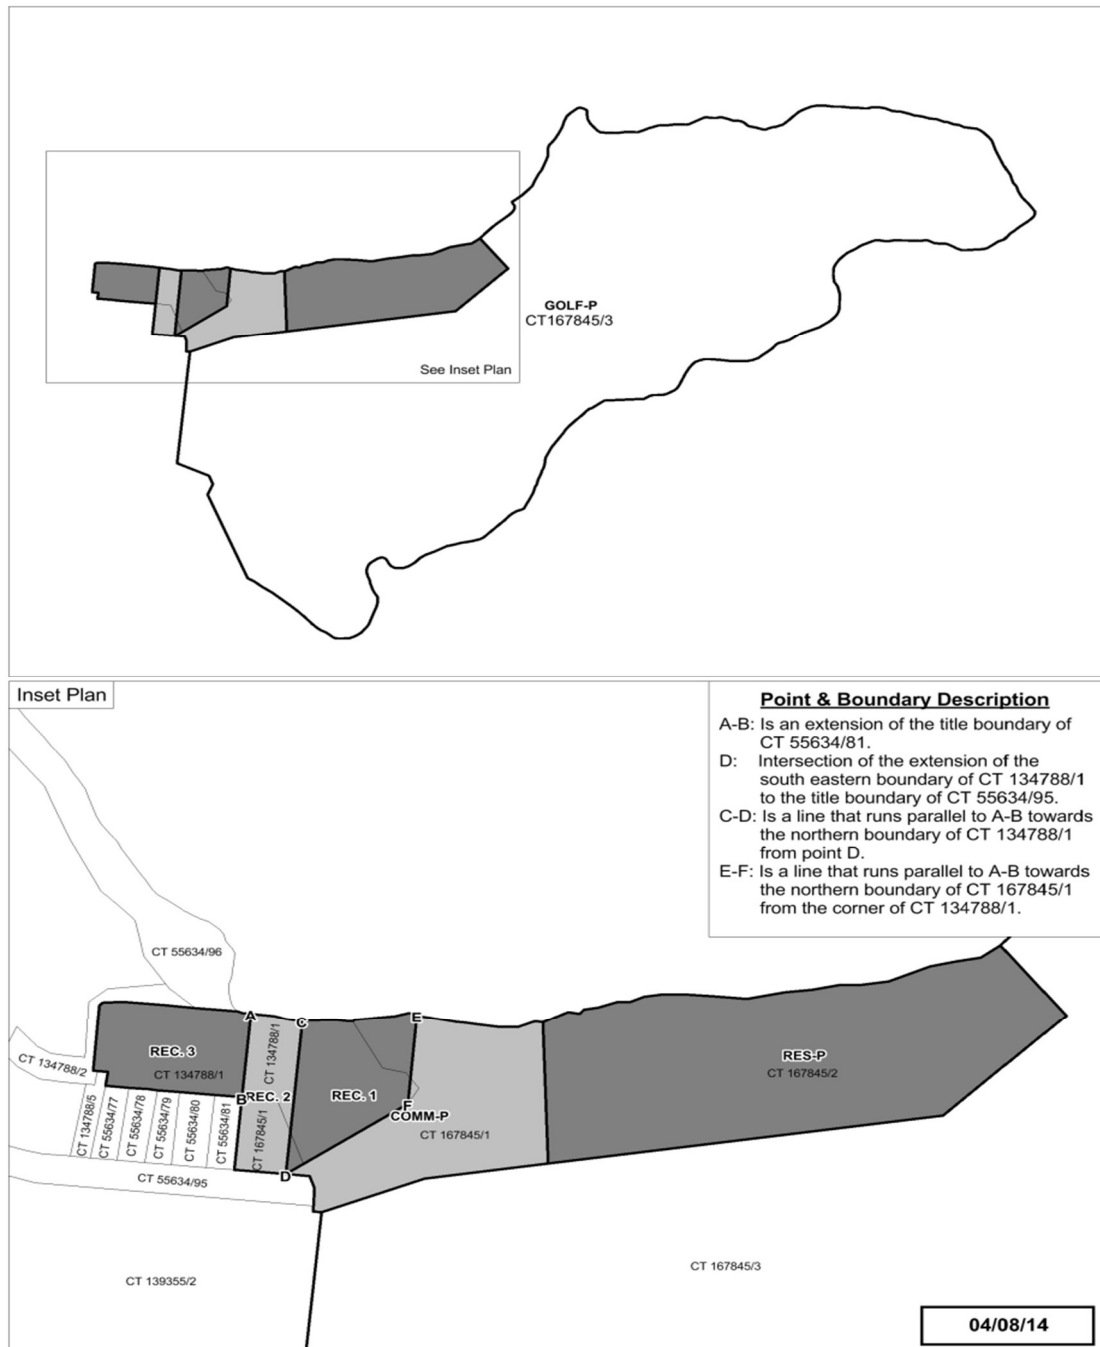 GOLF-P
CT167845/3
See Inset Plan
Inset Plan
Point & Boundary Description
A-B: Is an extension of the title boundary of
CT 55634/81.
D: Intersection of the extension of the
south eastern boundary of CT 134788/1
to the title boundary of CT 55634/95.
C-D: Is a line that runs parallel to A-B towards
the northern boundary of CT 134788/1
from point D.
E-F: Is a line that runs parallel to A-B towards
the northern boundary of CT 167845/1
from the corner of CT 134788/1.
CT 55634/96
A
C
E
CT 134788/1
REC. 3
CT 134788/1
CT 134788/2
RES-P
CT 167845/2
B
REC. 2
REC. 1
F
COMM-P
CT 167845/1
CT 134788/5
CT 55634/77
CT 55634/78
CT 55634/79
CT 55634/80
CT 55634/81
CT 167845/1
D
CT 55634/95
CT 139355/2
CT 167845/3
04/08/14